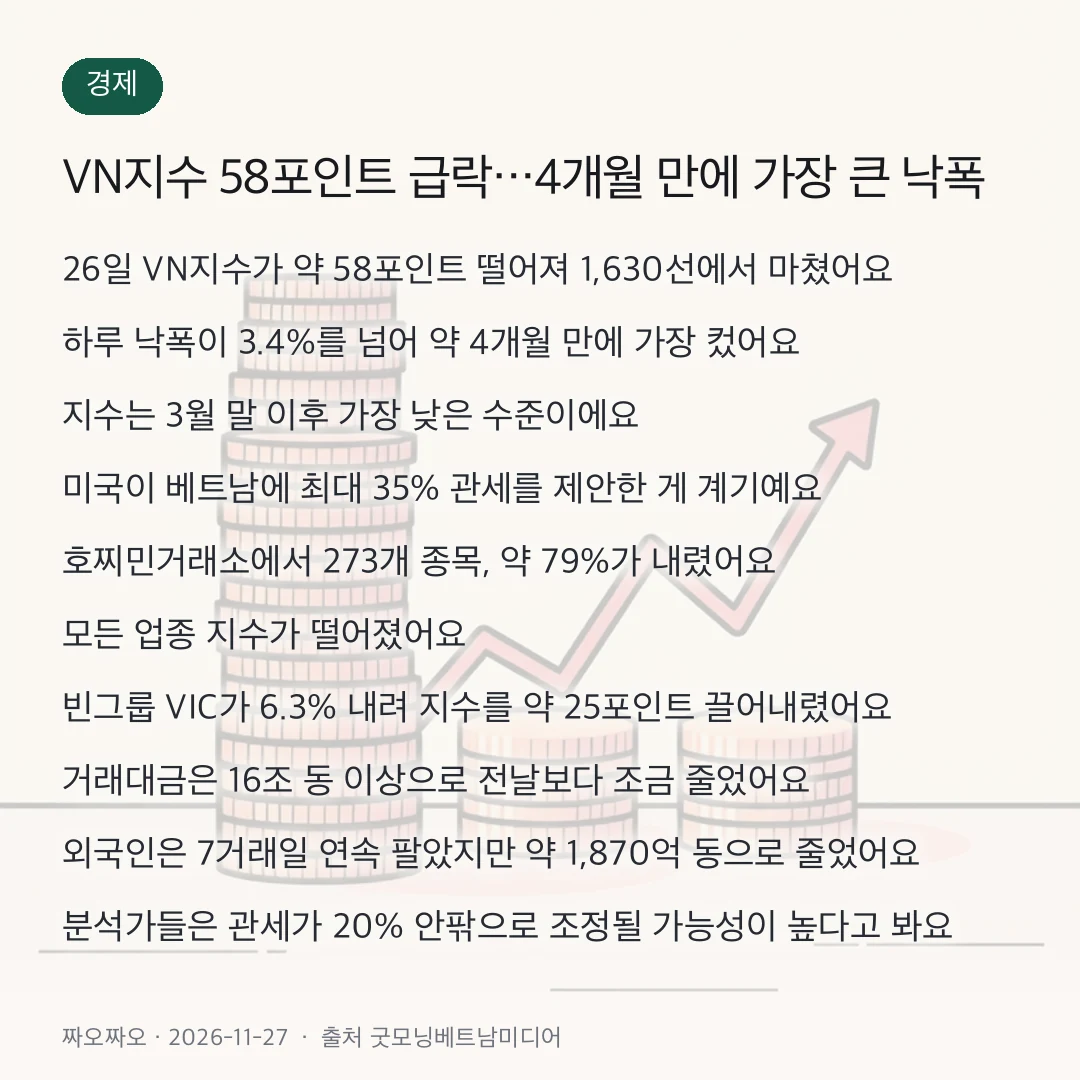 경제
VN지수 58포인트 급락…4개월 만에 가장 큰 낙폭
26일 VN지수가 약 58포인트 떨어져 1,630선에서 마쳤어요
하루 낙폭이 3.4%를 넘어 약 4개월 만에 가장 컸어요
지수는 3월 말 이후 가장 낮은 수준이에요
미국이 베트남에 최대 35% 관세를 제안한 게 계기예요
호찌민거래소에서 273개 종목, 약 79%가 내렸어요
모든 업종 지수가 떨어졌어요
빈그룹 VIC가 6.3% 내려 지수를 약 25포인트 끌어내렸어요
거래대금은 16조 동 이상으로 전날보다 조금 줄었어요
외국인은 7거래일 연속 팔았지만 약 1,870억 동으로 줄었어요
분석가들은 관세가 20% 안팎으로 조정될 가능성이 높다고 봐요
짜오짜오 · 2026-11-27 · 출처 굿모닝베트남미디어